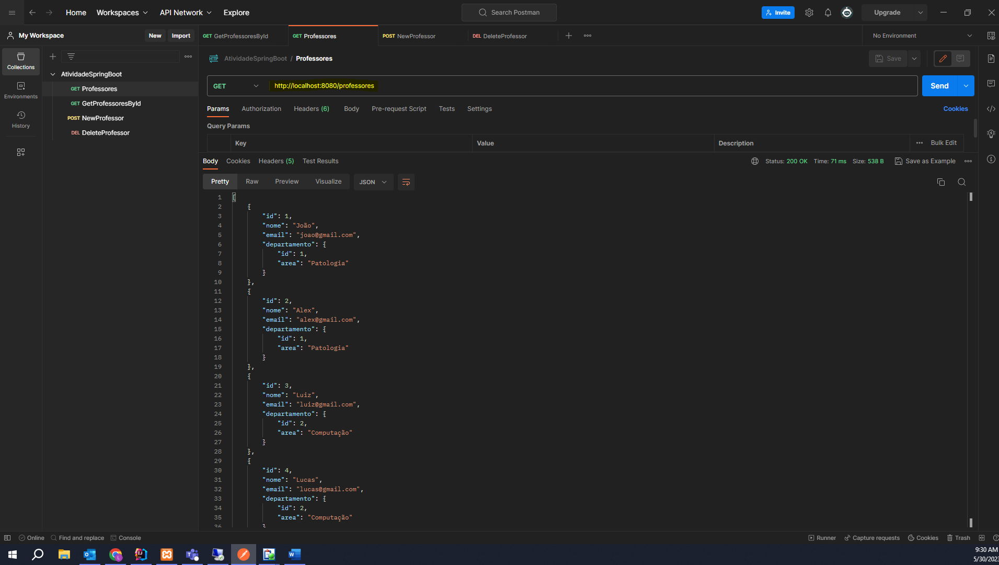 Home Workspaces API Network Explore Search Postman Invite Upgrade
My Workspace New Import GET GetProfessoresById GET Professores POST NewProfessor DEL DeleteProfessor No Environment
Collections
Environments
History
AtividadeSpringBoot
GET Professores
GET GetProfessoresById
POST NewProfessor
DEL DeleteProfessor
HTTP AtividadeSpringBoot / Professores Save
GET http://localhost:8080/professores Send
Params Authorization Headers (6) Body Pre-request Script Tests Settings Cookies
Query Params
Key Value Description Bulk Edit
Body Cookies Headers (5) Test Results Status: 200 OK Time: 71 ms Size: 538 B Save as Example
Pretty Raw Preview Visualize JSON
1 [
2 {
3 "id": 1,
4 "nome": "João",
5 "email": "joao@gmail.com",
6 "departamento": {
7 "id": 1,
8 "area": "Patologia"
9 }
10 },
11 {
12 "id": 2,
13 "nome": "Alex",
14 "email": "alex@gmail.com",
15 "departamento": {
16 "id": 1,
17 "area": "Patologia"
18 }
19 },
20 {
21 "id": 3,
22 "nome": "Luiz",
23 "email": "luiz@gmail.com",
24 "departamento": {
25 "id": 2,
26 "area": "Computação"
27 }
28 },
29 {
30 "id": 4,
31 "nome": "Lucas",
32 "email": "lucas@gmail.com",
33 "departamento": {
34 "id": 2,
35 "area": "Computação"
36 }
Online Find and replace Console Runner Capture requests Cookies Trash
9:30 AM
5/30/2023